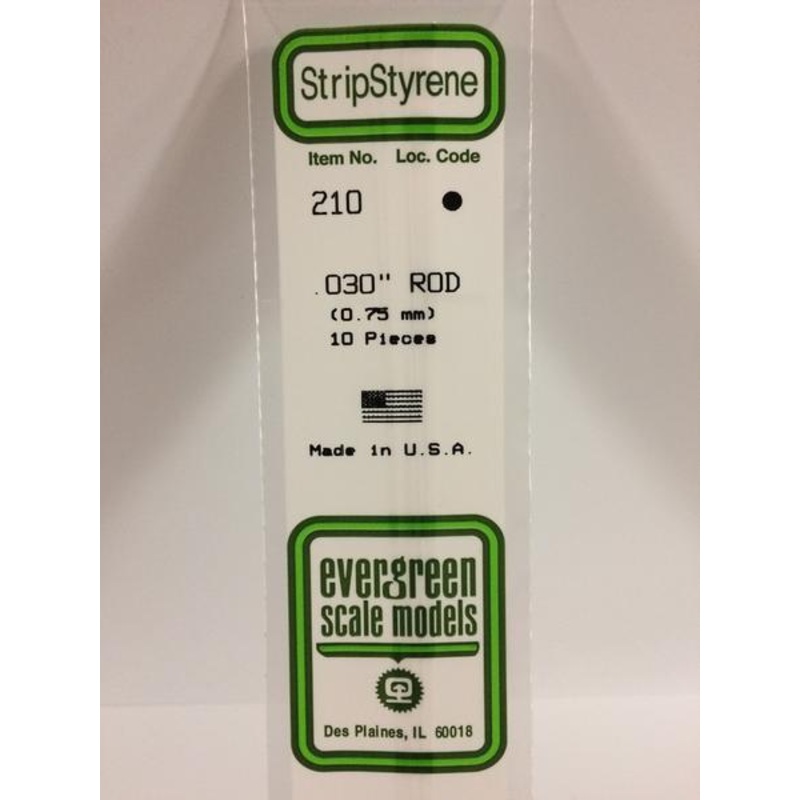 StripStyrene
Item No. Loc. Code
210 ●
.030" ROD
(0.75 mm)
10 Pieces
Made in U.S.A.
evergreen
scale models
Des Plaines, IL 60018